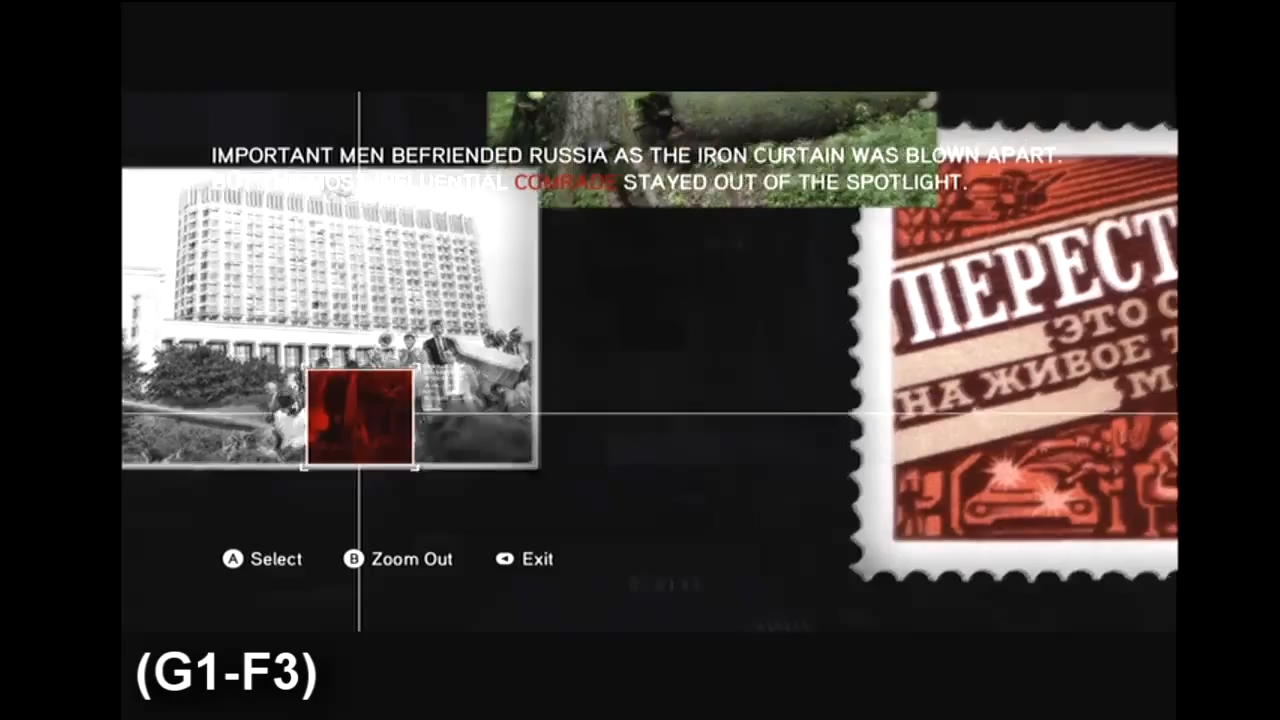 IMPORTANT MEN BEFRIENDED RUSSIA AS THE IRON CURTAIN WAS BLOWN APART.
INFLUENTIAL COMRADE STAYED OUT OF THE SPOTLIGHT.
ПЕРЕСТ
ЭТО С
НА ЖИВОЕ Т
М
A Select B Zoom Out Exit
(G1-F3)